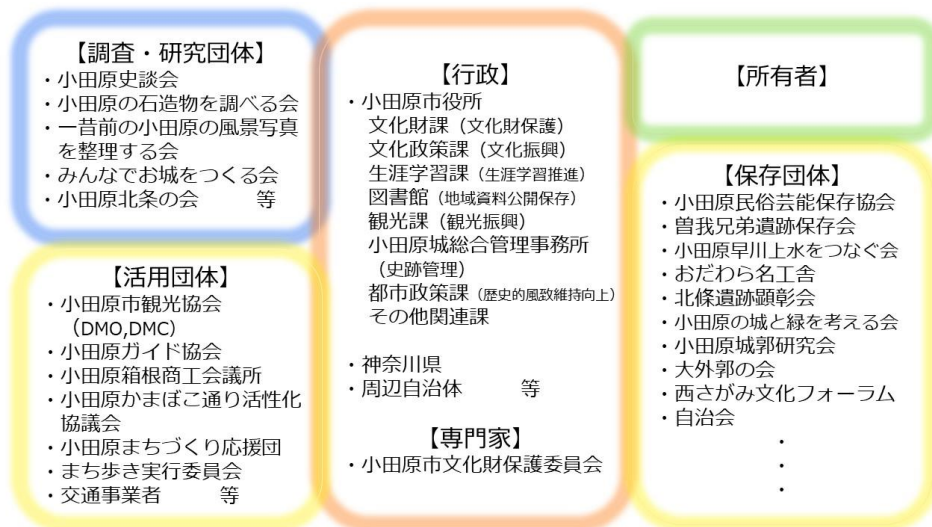 【調査・研究団体】
・小田原史談会
・小田原の石造物を調べる会
・一昔前の小田原の風景写真
を整理する会
・みんなでお城をつくる会
・小田原北条の会　　等
【活用団体】
・小田原市観光協会
（DMO,DMC）
・小田原ガイド協会
・小田原箱根商工会議所
・小田原かまぼこ通り活性化
協議会
・小田原まちづくり応援団
・まち歩き実行委員会
・交通事業者　　等
【行政】
・小田原市役所
文化財課（文化財保護）
文化政策課（文化振興）
生涯学習課（生涯学習推進）
図書館（地域資料公開保存）
観光課（観光振興）
小田原城総合管理事務所
（史跡管理）
都市政策課（歴史的風致維持向上）
その他関連課
・神奈川県
・周辺自治体　　等
【専門家】
・小田原市文化財保護委員会
【所有者】
【保存団体】
・小田原民俗芸能保存協会
・曽我兄弟遺跡保存会
・小田原早川上水をつなぐ会
・おだわら名工舎
・北條遺跡顕彰会
・小田原の城と緑を考える会
・小田原城郭研究会
・大外郭の会
・西さがみ文化フォーラム
・自治会
・
・
・